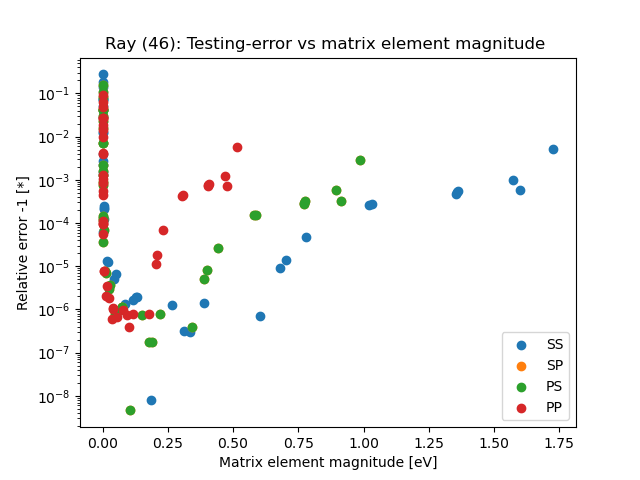 Ray (46): Testing-error vs matrix element magnitude
Relative error -1 [*]
10⁻¹
10⁻²
10⁻³
10⁻⁴
10⁻⁵
10⁻⁶
10⁻⁷
10⁻⁸
SS
SP
PS
PP
0.00 0.25 0.50 0.75 1.00 1.25 1.50 1.75
Matrix element magnitude [eV]